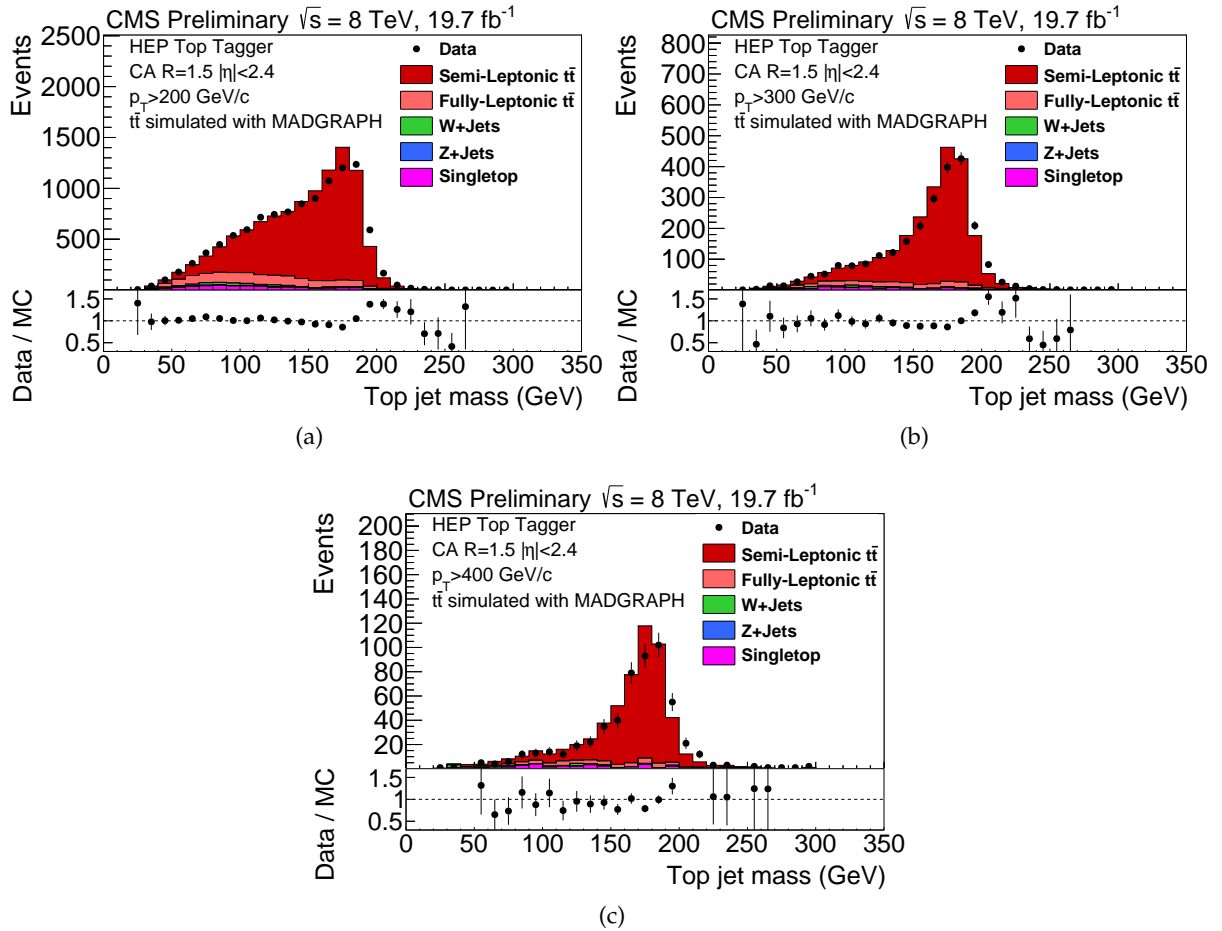 CMS Preliminary √s = 8 TeV, 19.7 fb⁻¹
Events
2500
2000
1500
1000
500
HEP Top Tagger
CA R=1.5 |η|<2.4
p_T>200 GeV/c
tt̄ simulated with MADGRAPH
Data
Semi-Leptonic tt̄
Fully-Leptonic tt̄
W+Jets
Z+Jets
Singletop
Data / MC
1.5
1
0.5
0 50 100 150 200 250 300 350
Top jet mass (GeV)
(a)
CMS Preliminary √s = 8 TeV, 19.7 fb⁻¹
Events
800
700
600
500
400
300
200
100
HEP Top Tagger
CA R=1.5 |η|<2.4
p_T>300 GeV/c
tt̄ simulated with MADGRAPH
Data
Semi-Leptonic tt̄
Fully-Leptonic tt̄
W+Jets
Z+Jets
Singletop
Data / MC
1.5
1
0.5
0 50 100 150 200 250 300 350
Top jet mass (GeV)
(b)
CMS Preliminary √s = 8 TeV, 19.7 fb⁻¹
Events
200
180
160
140
120
100
80
60
40
20
HEP Top Tagger
CA R=1.5 |η|<2.4
p_T>400 GeV/c
tt̄ simulated with MADGRAPH
Data
Semi-Leptonic tt̄
Fully-Leptonic tt̄
W+Jets
Z+Jets
Singletop
Data / MC
1.5
1
0.5
0 50 100 150 200 250 300 350
Top jet mass (GeV)
(c)